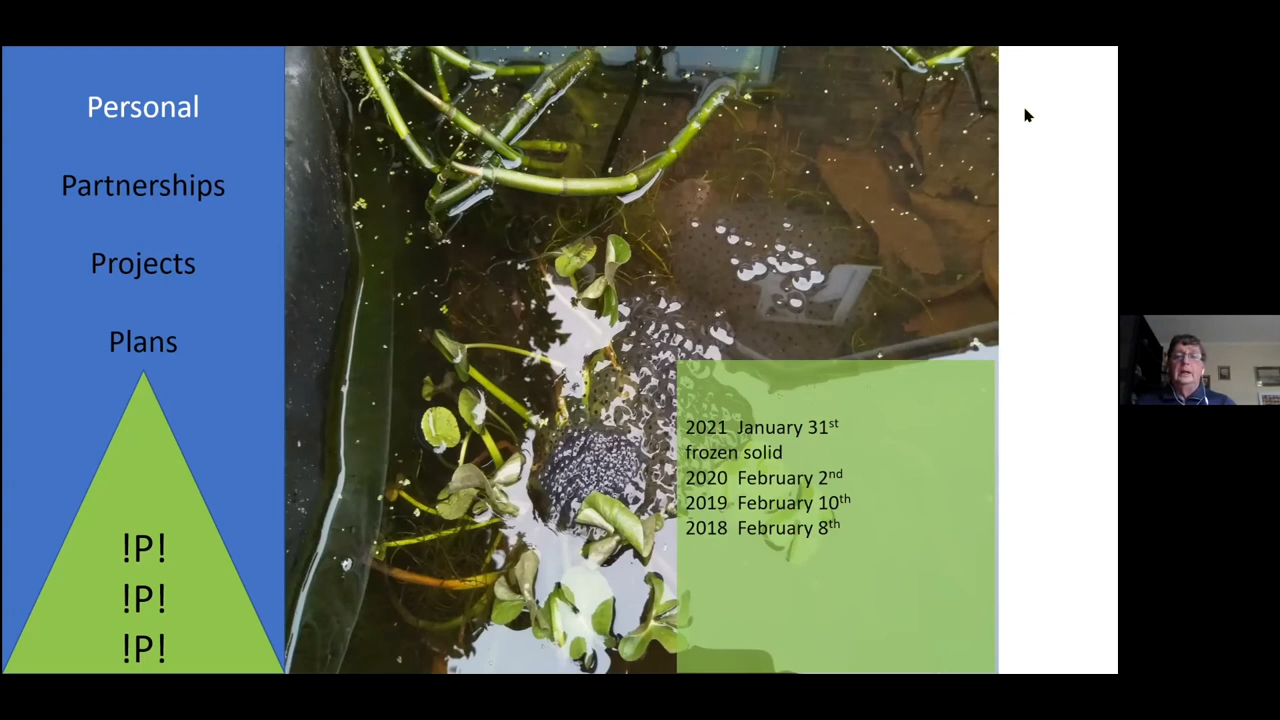 Personal
Partnerships
Projects
Plans
!P!
!P!
!P!
2021 January 31st
frozen solid
2020 February 2nd
2019 February 10th
2018 February 8th